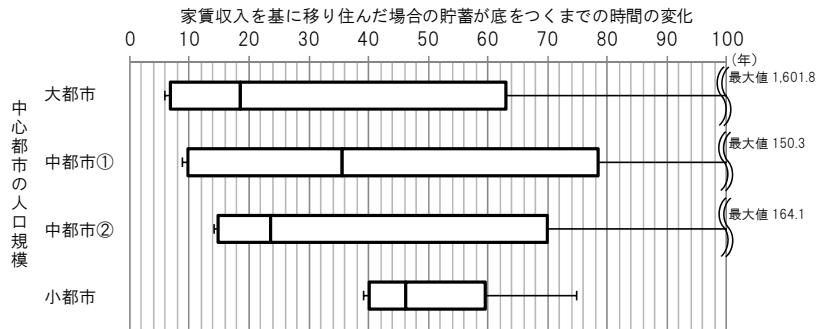 家賃収入を基に移り住んだ場合の貯蓄が底をつくまでの時間の変化
0 10 20 30 40 50 60 70 80 90 100
(年)
中心都市の人口規模
大都市
最大値 1,601.8
中都市①
最大値 150.3
中都市②
最大値 164.1
小都市